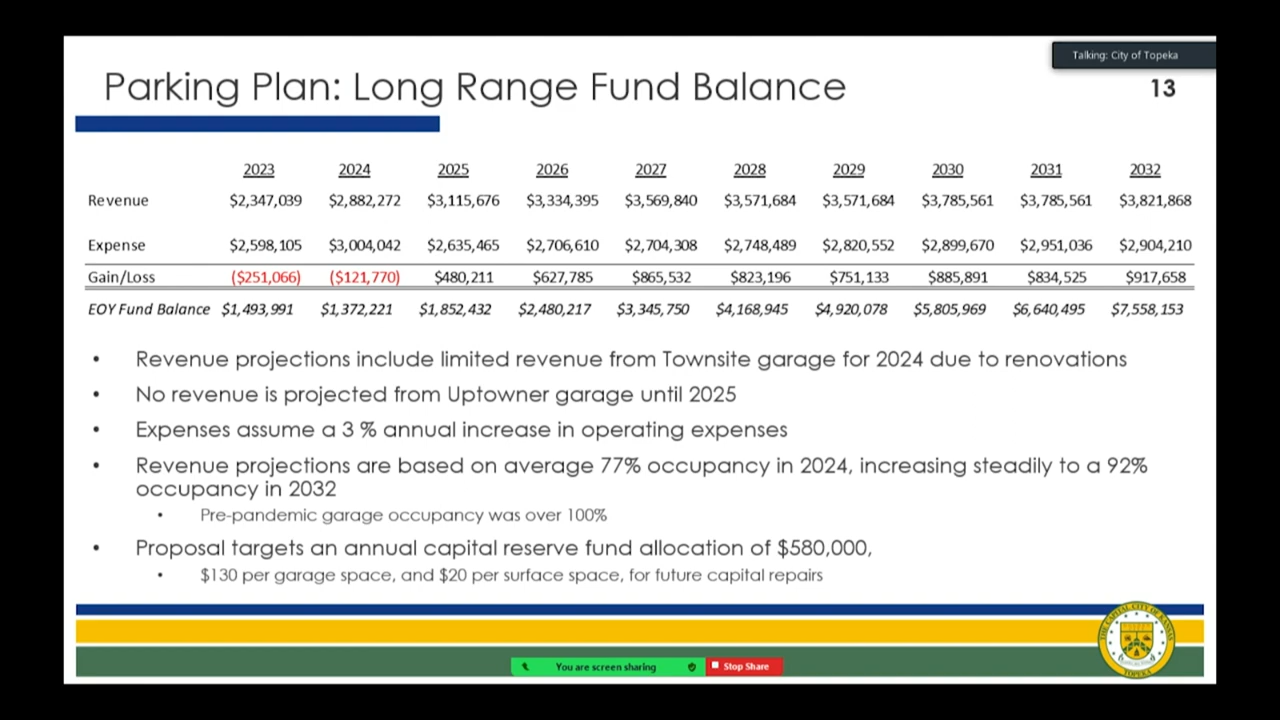 Talking: City of Topeka
Parking Plan: Long Range Fund Balance
13
2023 2024 2025 2026 2027 2028 2029 2030 2031 2032
Revenue $2,347,039 $2,882,272 $3,115,676 $3,334,395 $3,569,840 $3,571,684 $3,571,684 $3,785,561 $3,785,561 $3,821,868
Expense $2,598,105 $3,004,042 $2,635,465 $2,706,610 $2,704,308 $2,748,489 $2,820,552 $2,899,670 $2,951,036 $2,904,210
Gain/Loss ($251,066) ($121,770) $480,211 $627,785 $865,532 $823,196 $751,133 $885,891 $834,525 $917,658
EOY Fund Balance $1,493,991 $1,372,221 $1,852,432 $2,480,217 $3,345,750 $4,168,945 $4,920,078 $5,805,969 $6,640,495 $7,558,153
• Revenue projections include limited revenue from Townsite garage for 2024 due to renovations
• No revenue is projected from Uptowner garage until 2025
• Expenses assume a 3 % annual increase in operating expenses
• Revenue projections are based on average 77% occupancy in 2024, increasing steadily to a 92%
occupancy in 2032
• Pre-pandemic garage occupancy was over 100%
• Proposal targets an annual capital reserve fund allocation of $580,000,
• $130 per garage space, and $20 per surface space, for future capital repairs
THE CAPITAL CITY OF KANSAS
TOPEKA
You are screen sharing
Stop Share